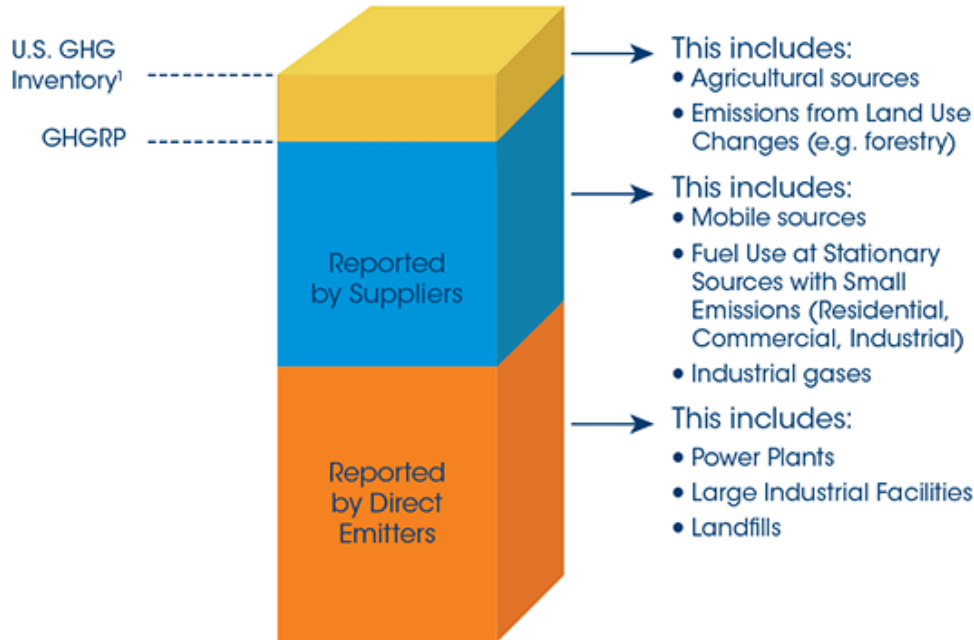 U.S. GHG
Inventory¹
GHGRP
Reported
by Suppliers
Reported
by Direct
Emitters
This includes:
• Agricultural sources
• Emissions from Land Use
Changes (e.g. forestry)
This includes:
• Mobile sources
• Fuel Use at Stationary
Sources with Small
Emissions (Residential,
Commercial, Industrial)
• Industrial gases
This includes:
• Power Plants
• Large Industrial Facilities
• Landfills